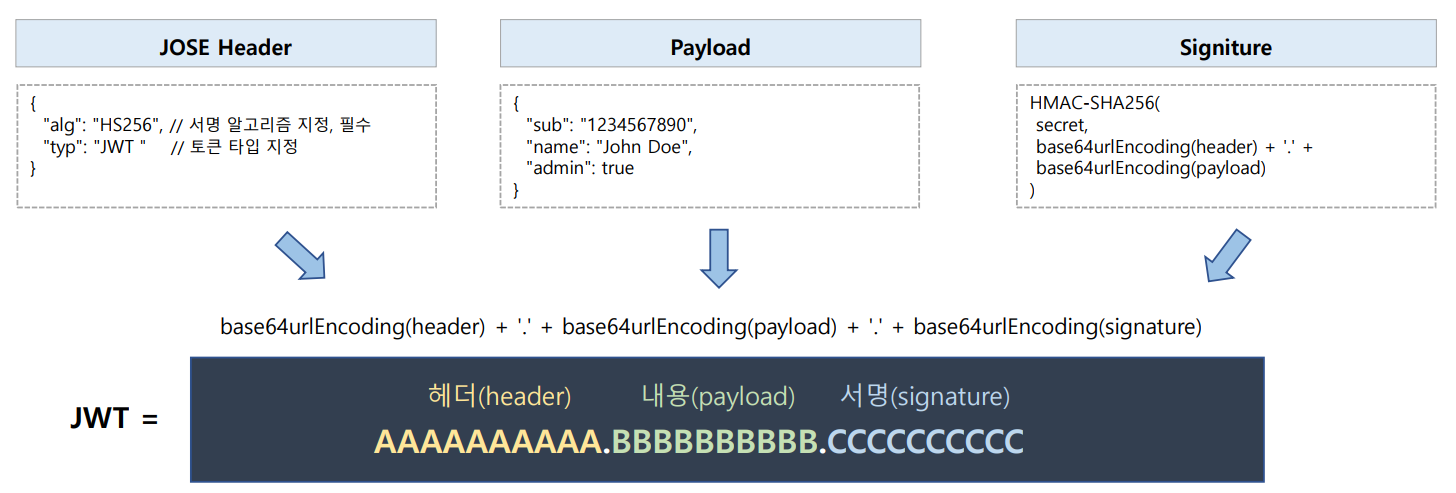 JOSE Header
{
"alg": "HS256", // 서명 알고리즘 지정, 필수
"typ": "JWT " // 토큰 타입 지정
}
Payload
{
"sub": "1234567890",
"name": "John Doe",
"admin": true
}
Signiture
HMAC-SHA256(
secret,
base64urlEncoding(header) + '.' +
base64urlEncoding(payload)
)
base64urlEncoding(header) + '.' + base64urlEncoding(payload) + '.' + base64urlEncoding(signature)
JWT =
헤더(header) 내용(payload) 서명(signature)
AAAAAAAAAA.BBBBBBBBBB.CCCCCCCCCC